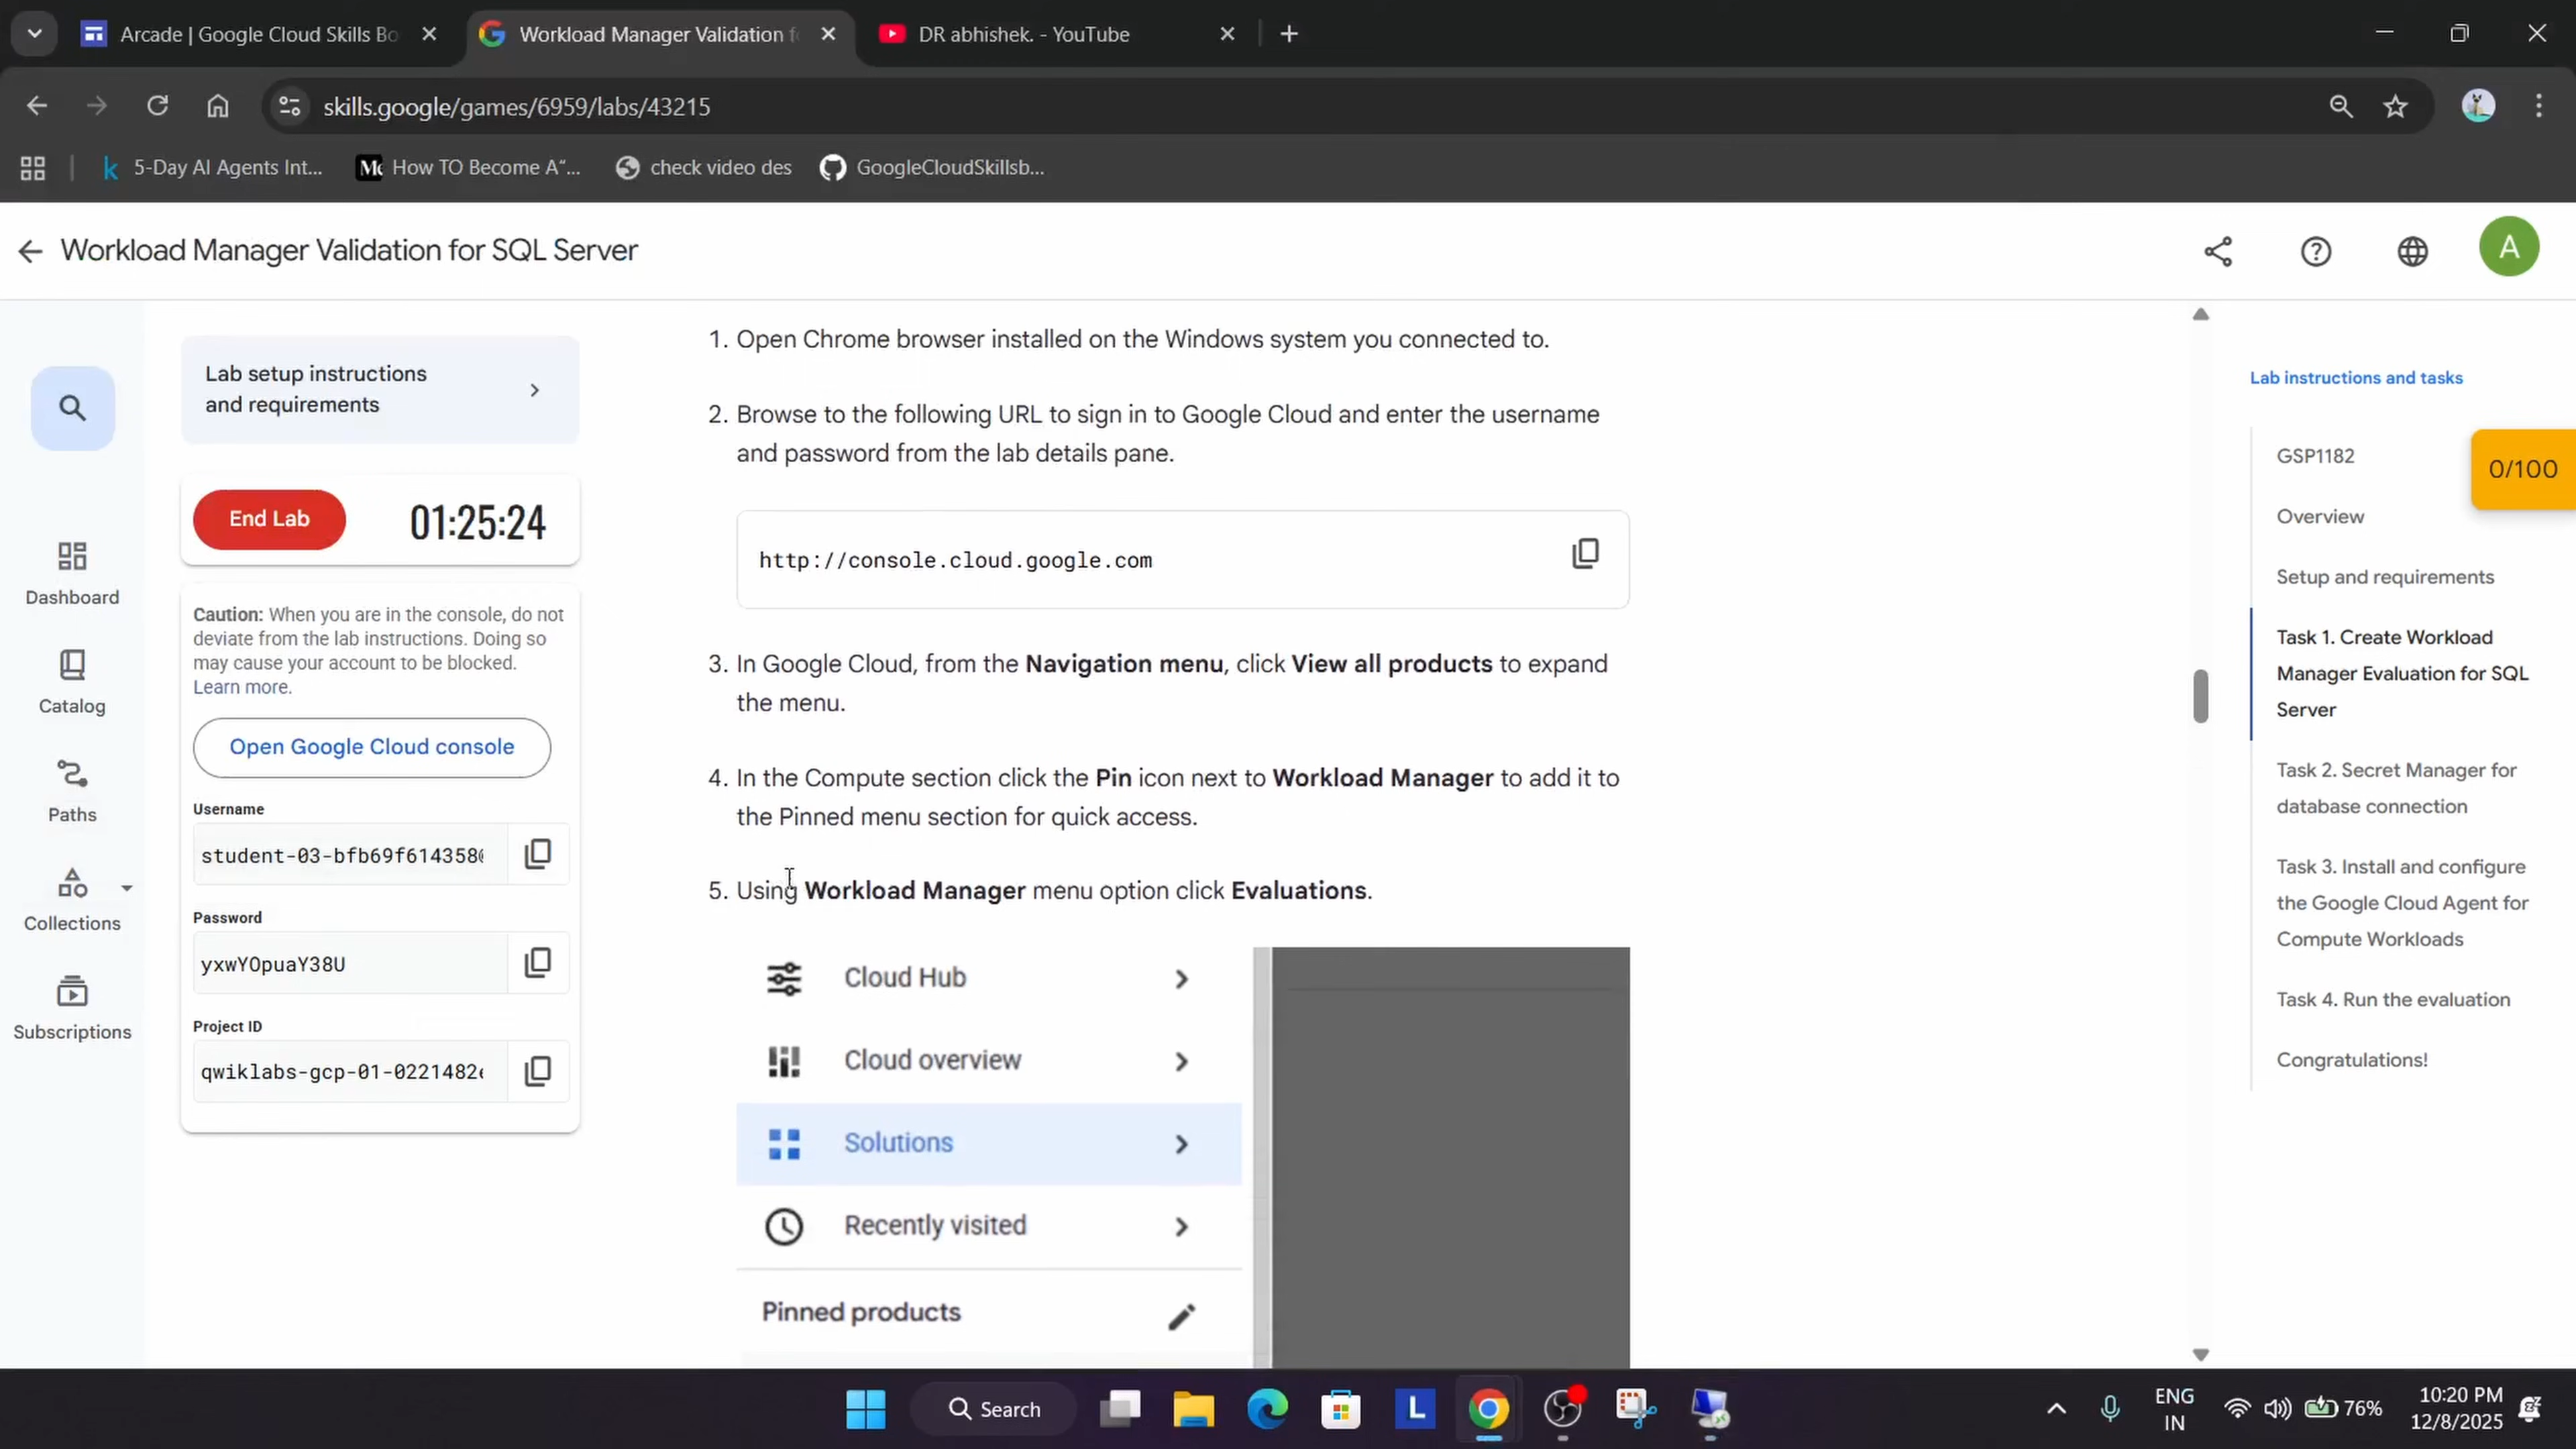 Arcade | Google Cloud Skills Bo
Workload Manager Validation f
DR abhishek. - YouTube
skills.google/games/6959/labs/43215
5-Day AI Agents Int...
How TO Become A“...
check video des
GoogleCloudSkillsb...
Workload Manager Validation for SQL Server
A
Lab setup instructions
and requirements
End Lab
01:25:24
Caution: When you are in the console, do not
deviate from the lab instructions. Doing so
may cause your account to be blocked.
Learn more.
Open Google Cloud console
Username
student-03-bfb69f614358
Password
yxwYOpuaY38U
Project ID
qwiklabs-gcp-01-0221482
Dashboard
Catalog
Paths
Collections
Subscriptions
1. Open Chrome browser installed on the Windows system you connected to.
2. Browse to the following URL to sign in to Google Cloud and enter the username
and password from the lab details pane.
http://console.cloud.google.com
3. In Google Cloud, from the Navigation menu, click View all products to expand
the menu.
4. In the Compute section click the Pin icon next to Workload Manager to add it to
the Pinned menu section for quick access.
5. Using Workload Manager menu option click Evaluations.
Cloud Hub
Cloud overview
Solutions
Recently visited
Pinned products
Lab instructions and tasks
GSP1182
0/100
Overview
Setup and requirements
Task 1. Create Workload
Manager Evaluation for SQL
Server
Task 2. Secret Manager for
database connection
Task 3. Install and configure
the Google Cloud Agent for
Compute Workloads
Task 4. Run the evaluation
Congratulations!
Search
L
ENG
IN
76%
10:20 PM
12/8/2025